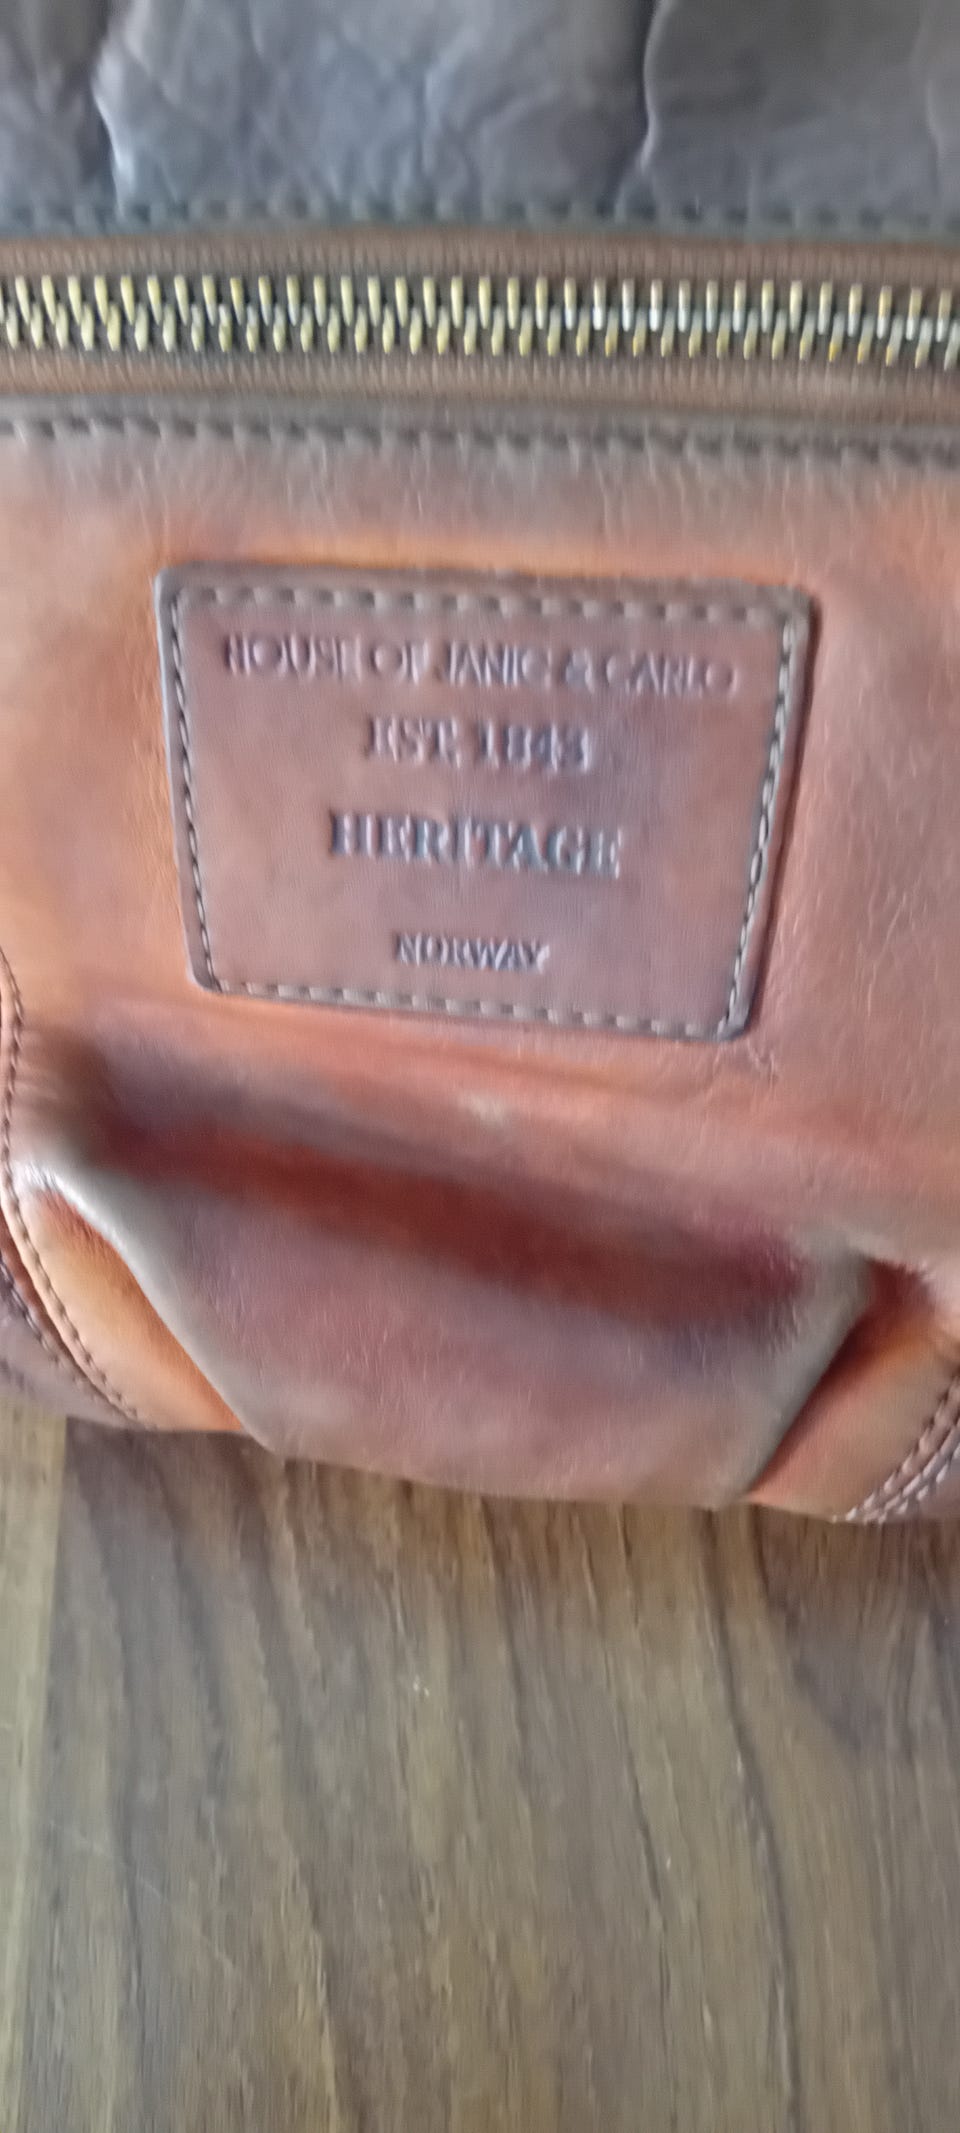 HOUSE OF JANIC & CARLO
EST. 1843
HERITAGE
NORWAY